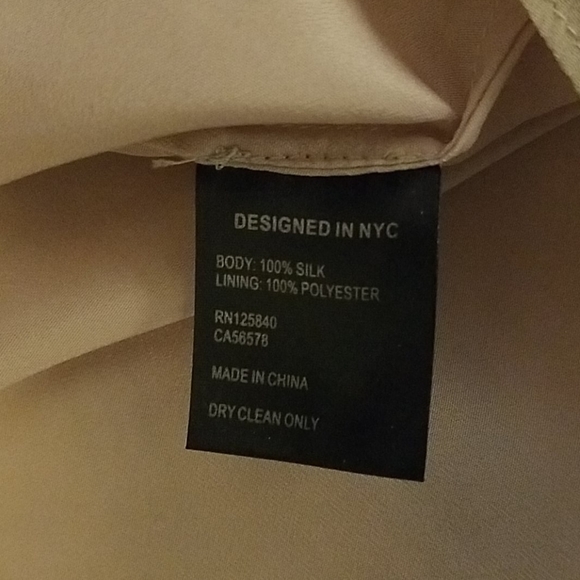 DESIGNED IN NYC
BODY: 100% SILK
LINING: 100% POLYESTER
RN125840
CA56578
MADE IN CHINA
DRY CLEAN ONLY